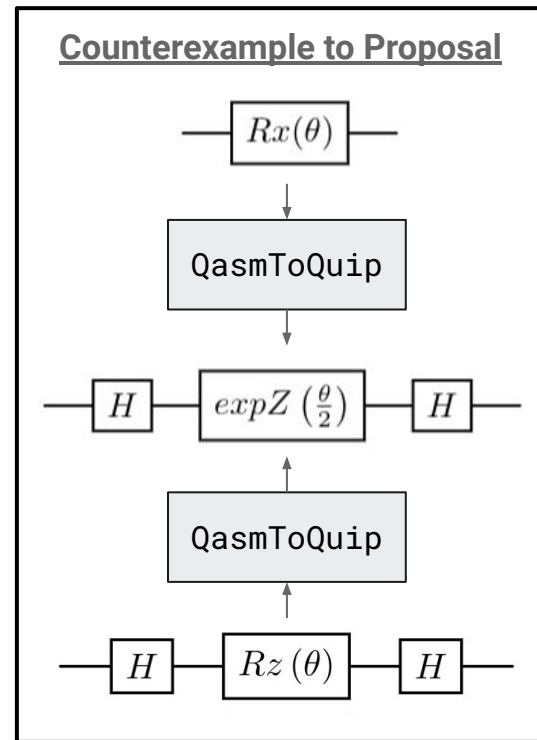 Counterexample to Proposal
Rx(θ)
QasmToQuip
H expZ (θ/2) H
QasmToQuip
H Rz (θ) H